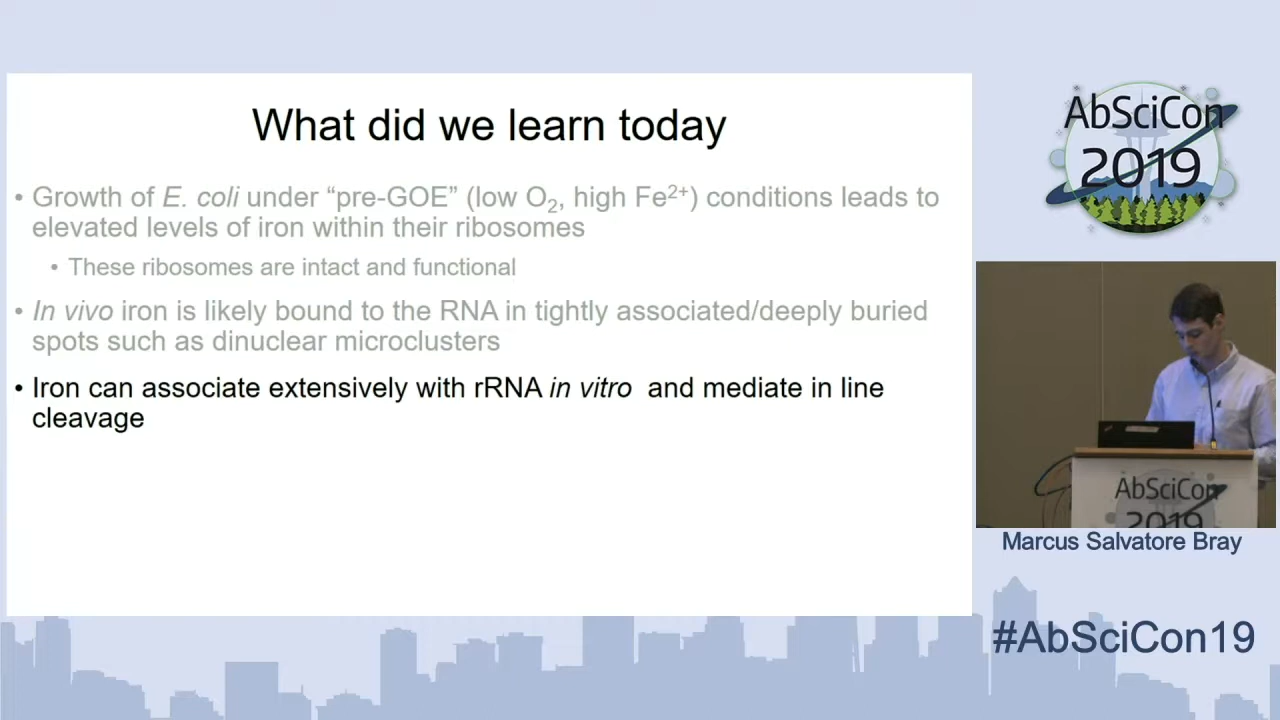 What did we learn today
• Growth of E. coli under “pre-GOE” (low O₂, high Fe²⁺) conditions leads to
elevated levels of iron within their ribosomes
• These ribosomes are intact and functional
• In vivo iron is likely bound to the RNA in tightly associated/deeply buried
spots such as dinuclear microclusters
• Iron can associate extensively with rRNA in vitro and mediate in line
cleavage
AbSciCon
2019
AbSciCon
2019
Marcus Salvatore Bray
#AbSciCon19